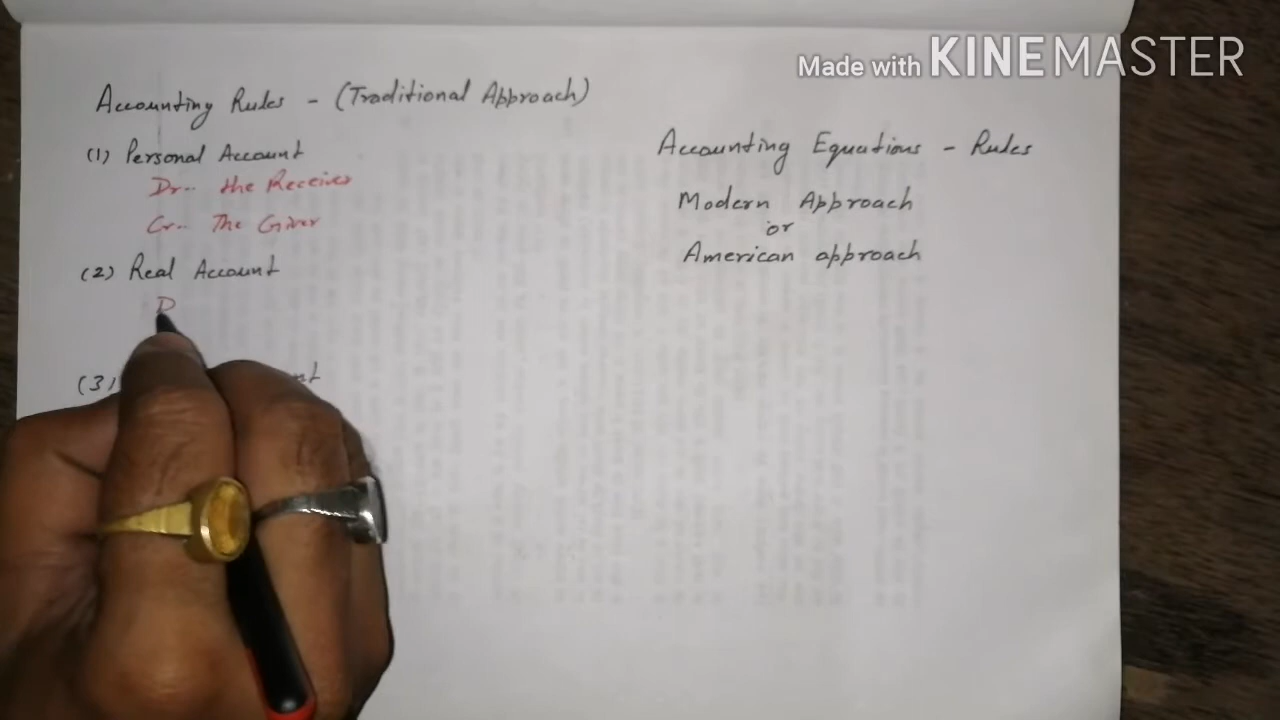 Made with KINEMASTER
Accounting Rules - (Traditional Approach)
(1) Personal Account
Dr.. the Receiver
Cr.. The Giver
(2) Real Account
D
(3)
Accounting Equations - Rules
Modern Approach
or
American approach